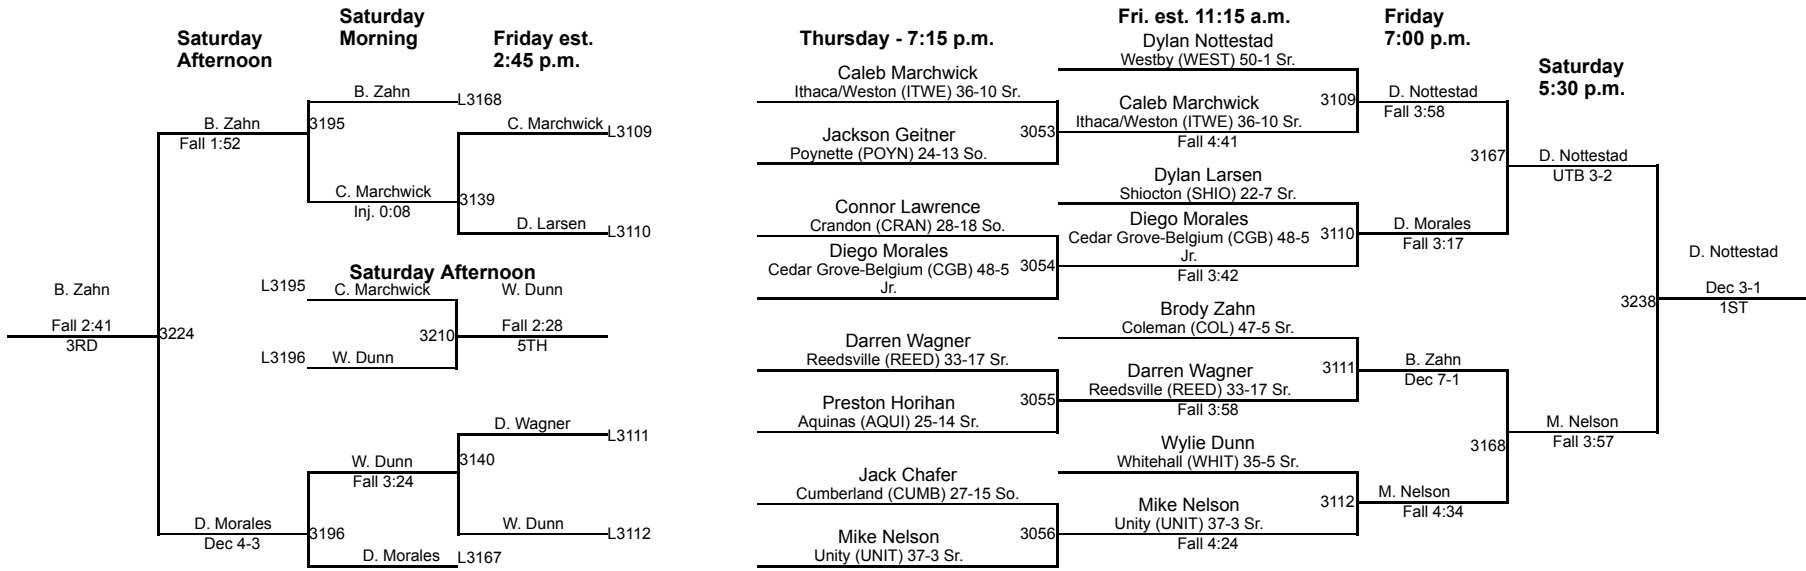 Saturday
Afternoon
Saturday
Morning
Friday est.
2:45 p.m.
B. Zahn
L3168
B. Zahn
3195
Fall 1:52
C. Marchwick
L3109
C. Marchwick
3139
Inj. 0:08
D. Larsen
L3110
Saturday Afternoon
L3195
C. Marchwick
W. Dunn
B. Zahn
Fall 2:41
3RD
3224
3210
Fall 2:28
5TH
L3196
W. Dunn
D. Wagner
L3111
W. Dunn
3140
Fall 3:24
D. Morales
3196
Dec 4-3
W. Dunn
L3112
D. Morales
L3167
Thursday - 7:15 p.m.
Caleb Marchwick
Ithaca/Weston (ITWE) 36-10 Sr.
3053
Jackson Geitner
Poynette (POYN) 24-13 So.
Connor Lawrence
Crandon (CRAN) 28-18 So.
3054
Diego Morales
Cedar Grove-Belgium (CGB) 48-5
Jr.
Darren Wagner
Reedsville (REED) 33-17 Sr.
3055
Preston Horihan
Aquinas (AQUI) 25-14 Sr.
Jack Chafer
Cumberland (CUMB) 27-15 So.
3056
Mike Nelson
Unity (UNIT) 37-3 Sr.
Fri. est. 11:15 a.m.
Dylan Nottestad
Westby (WEST) 50-1 Sr.
3109
Caleb Marchwick
Ithaca/Weston (ITWE) 36-10 Sr.
Fall 4:41
Dylan Larsen
Shiocton (SHIO) 22-7 Sr.
3110
Diego Morales
Cedar Grove-Belgium (CGB) 48-5
Jr.
Fall 3:42
Brody Zahn
Coleman (COL) 47-5 Sr.
3111
Darren Wagner
Reedsville (REED) 33-17 Sr.
Fall 3:58
Wylie Dunn
Whitehall (WHIT) 35-5 Sr.
3112
Mike Nelson
Unity (UNIT) 37-3 Sr.
Fall 4:24
Friday
7:00 p.m.
D. Nottestad
Fall 3:58
3167
D. Morales
Fall 3:17
B. Zahn
Dec 7-1
3168
M. Nelson
Fall 4:34
Saturday
5:30 p.m.
D. Nottestad
UTB 3-2
3238
M. Nelson
Fall 3:57
D. Nottestad
Dec 3-1
1ST